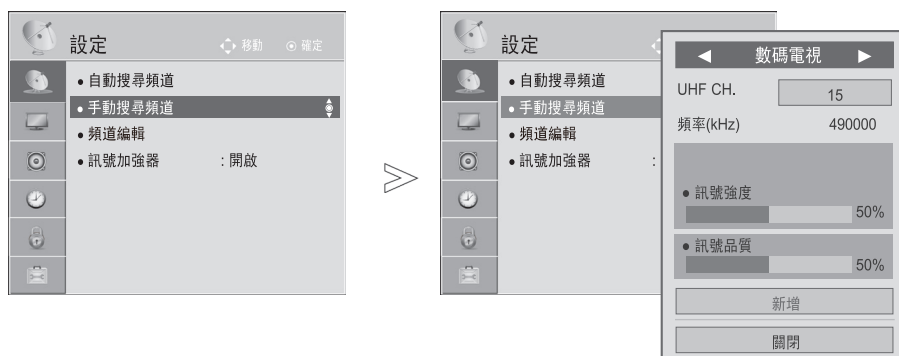 設定 移動 ⊙ 確定
● 自動搜尋頻道
● 手動搜尋頻道
● 頻道編輯
● 訊號加強器 : 開啟
設定
● 自動搜尋頻道
● 手動搜尋頻道
● 頻道編輯
● 訊號加強器 :
◀ 數碼電視 ▶
UHF CH. 15
頻率(kHz) 490000
● 訊號強度
50%
● 訊號品質
50%
新增
關閉